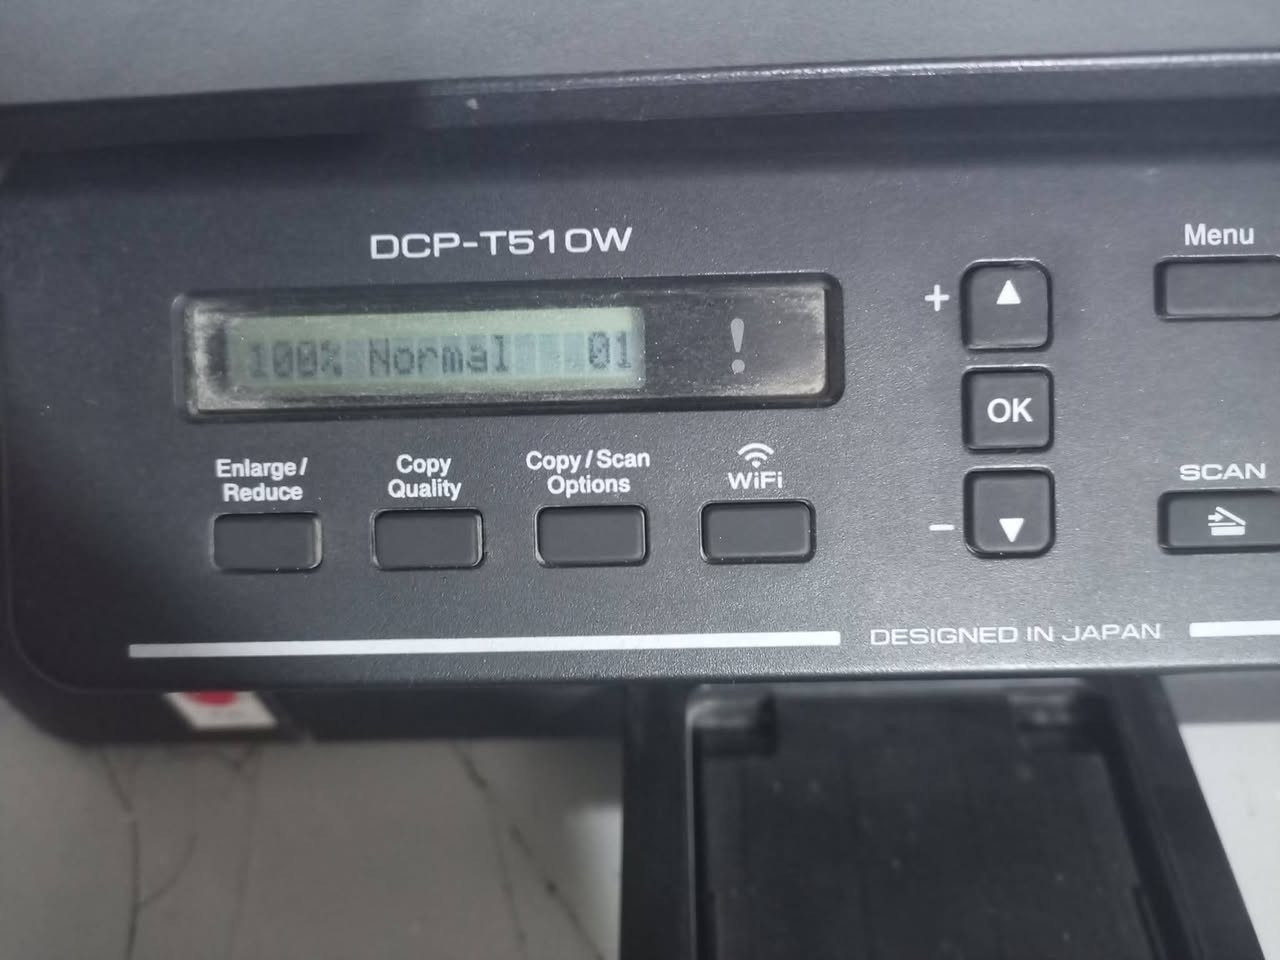 DCP-T510W
100% Normal 01
!
+
Menu
OK
Enlarge/
Reduce
Copy
Quality
Copy/Scan
Options
WiFi
−
SCAN
DESIGNED IN JAPAN